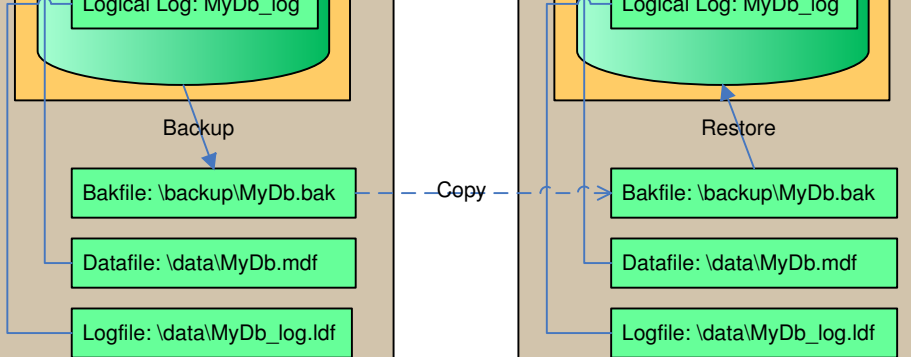 Logical Log: MyDb_log
Backup
Bakfile: \backup\MyDb.bak
Datafile: \data\MyDb.mdf
Logfile: \data\MyDb_log.ldf
Copy
Logical Log: MyDb_log
Restore
Bakfile: \backup\MyDb.bak
Datafile: \data\MyDb.mdf
Logfile: \data\MyDb_log.ldf